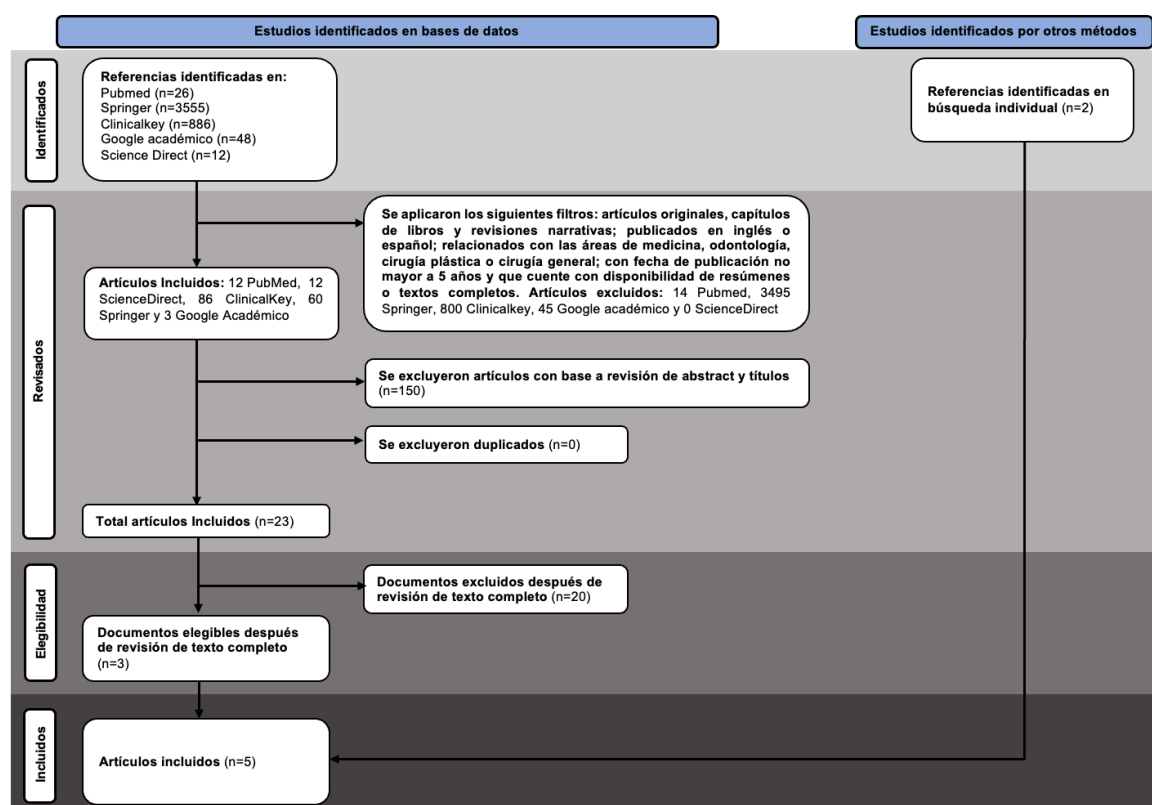 Estudios identificados en bases de datos
Estudios identificados por otros métodos
Identificados
Referencias identificadas en:
Pubmed (n=26)
Springer (n=3555)
Clinicalkey (n=886)
Google académico (n=48)
Science Direct (n=12)
Referencias identificadas en
búsqueda individual (n=2)
Revisados
Se aplicaron los siguientes filtros: artículos originales, capítulos
de libros y revisiones narrativas; publicados en inglés o
español; relacionados con las áreas de medicina, odontología,
cirugía plástica o cirugía general; con fecha de publicación no
mayor a 5 años y que cuente con disponibilidad de resúmenes
o textos completos. Artículos excluidos: 14 Pubmed, 3495
Springer, 800 Clinicalkey, 45 Google académico y 0 ScienceDirect
Artículos Incluidos: 12 PubMed, 12
ScienceDirect, 86 ClinicalKey, 60
Springer y 3 Google Académico
Se excluyeron artículos con base a revisión de abstract y títulos
(n=150)
Se excluyeron duplicados (n=0)
Total artículos Incluidos (n=23)
Elegibilidad
Documentos excluidos después de
revisión de texto completo (n=20)
Documentos elegibles después
de revisión de texto completo
(n=3)
Incluidos
Artículos incluidos (n=5)